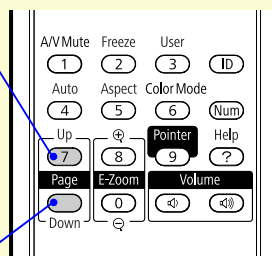 A/V Mute Freeze User
1 2 3 ID
Auto Aspect Color Mode
4 5 6 Num
Up Pointer Help
7 8 9 ?
Page E-Zoom Volume
0
Down